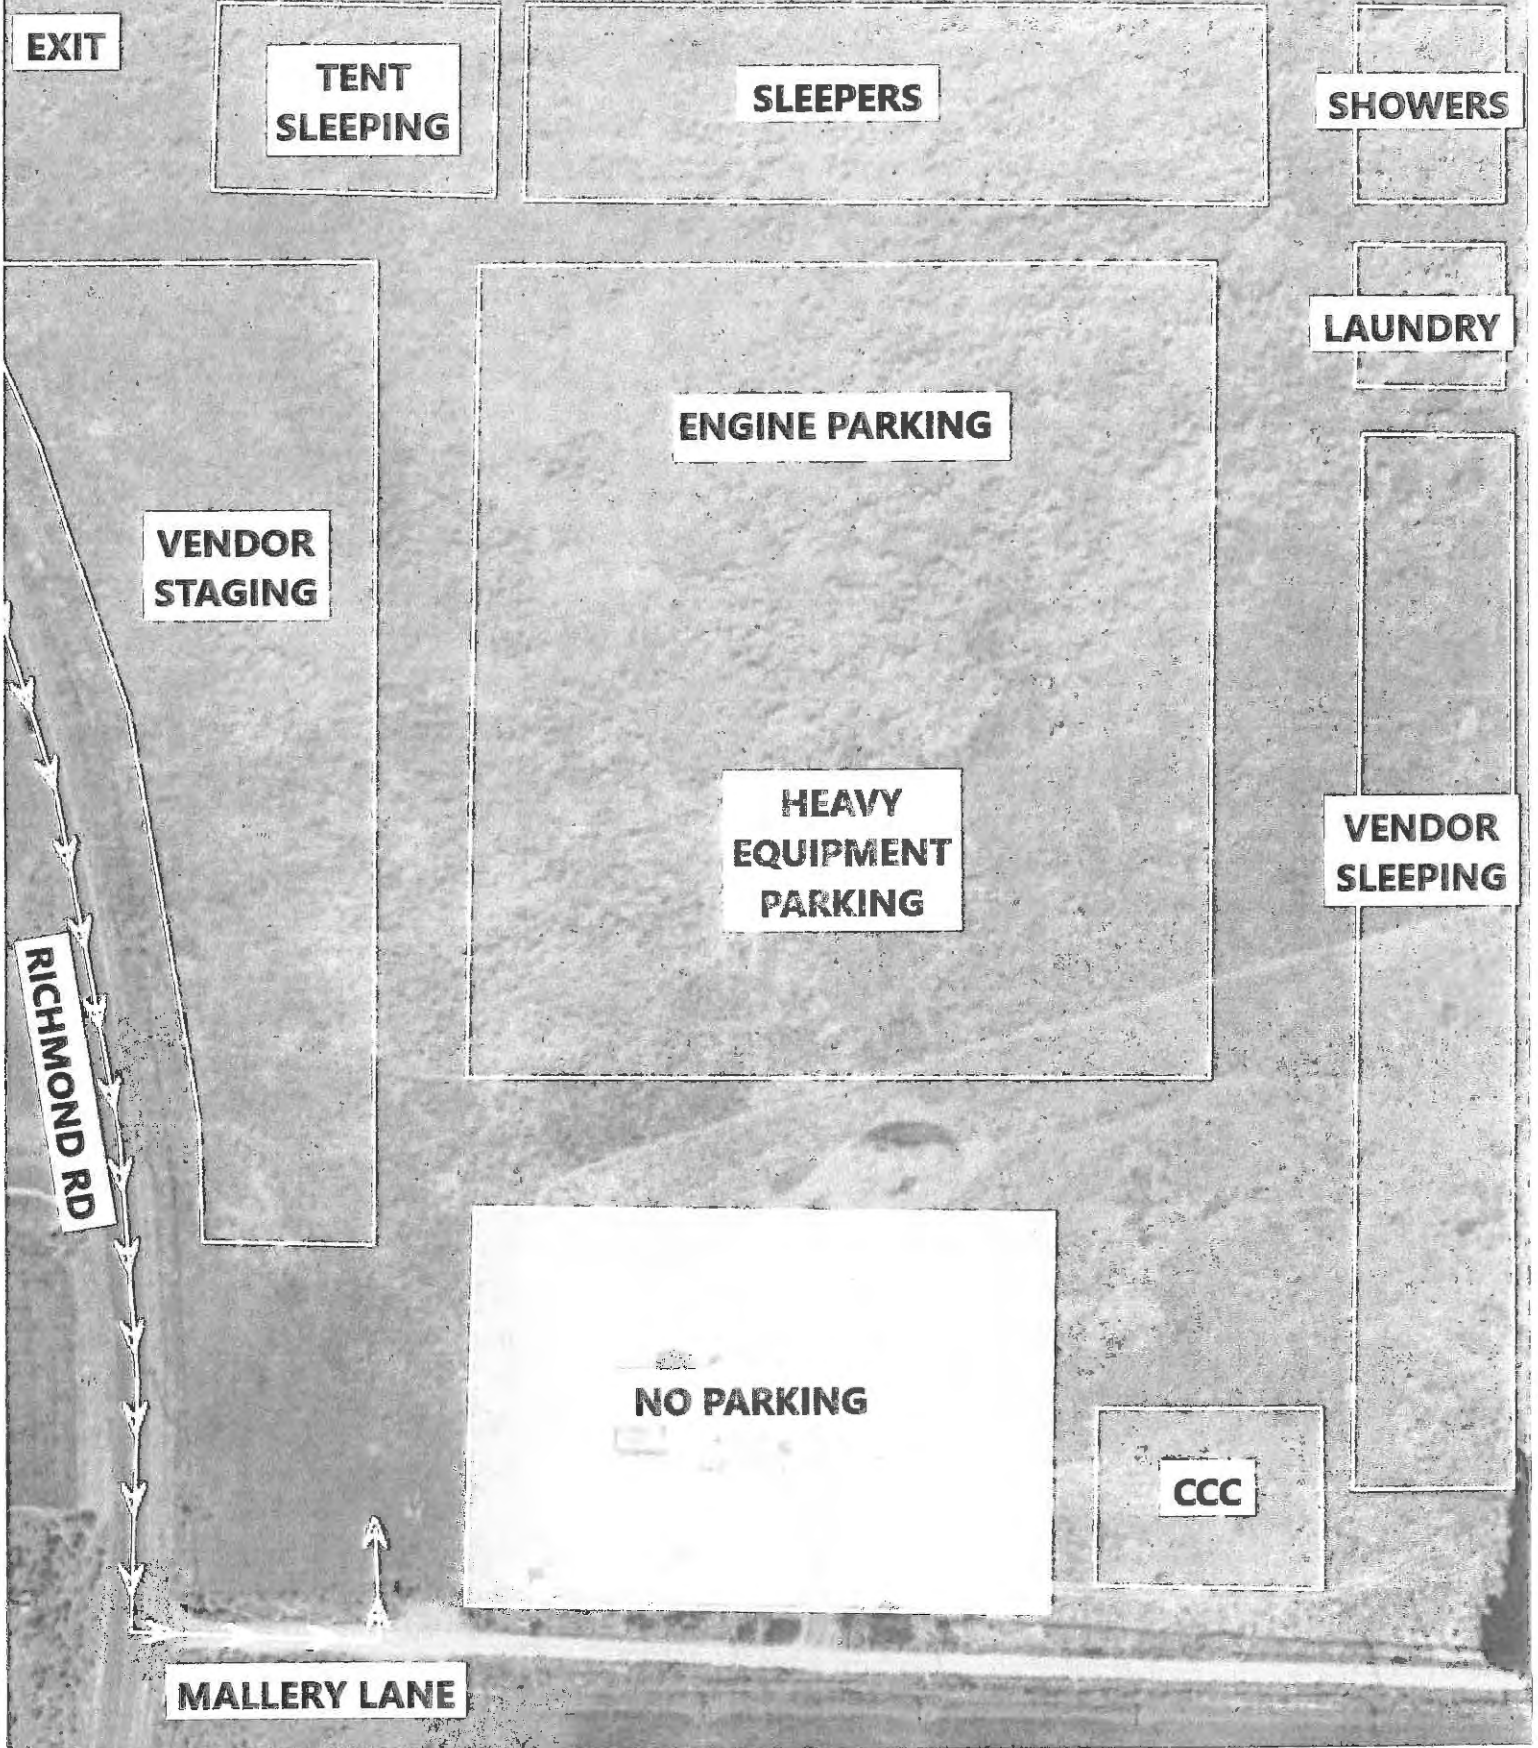 EXIT
TENT
SLEEPING
SLEEPERS
SHOWERS
LAUNDRY
ENGINE PARKING
VENDOR
STAGING
HEAVY
EQUIPMENT
PARKING
VENDOR
SLEEPING
RICHMOND RD
NO PARKING
CCC
MALLERY LANE